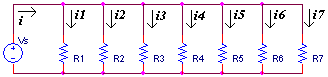 i i1 i2 i3 i4 i5 i6 i7
Vs R1 R2 R3 R4 R5 R6 R7